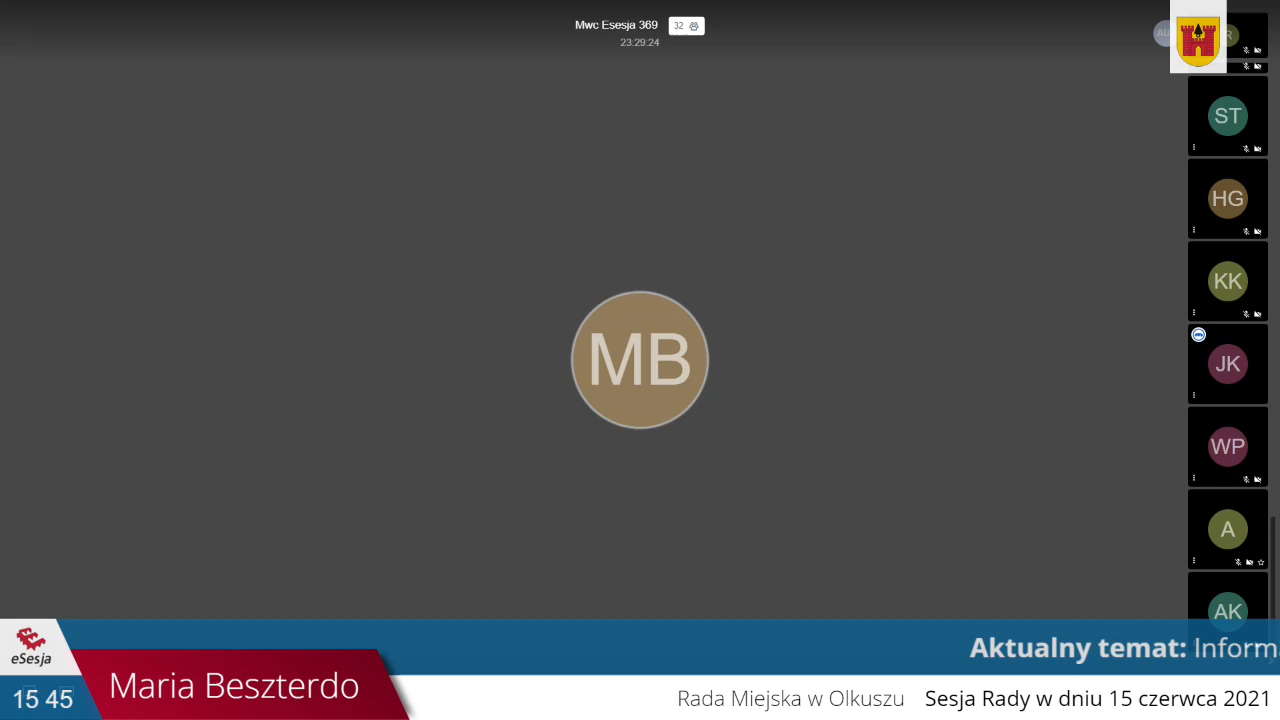 Mwc Esesja 369 32
23:29:24
AU R
ST
HG
KK
JK
WP
A
AK
MB
Aktualny temat: Inform
eSesja
15 45
Maria Beszterdo
Rada Miejska w Olkuszu Sesja Rady w dniu 15 czerwca 2021